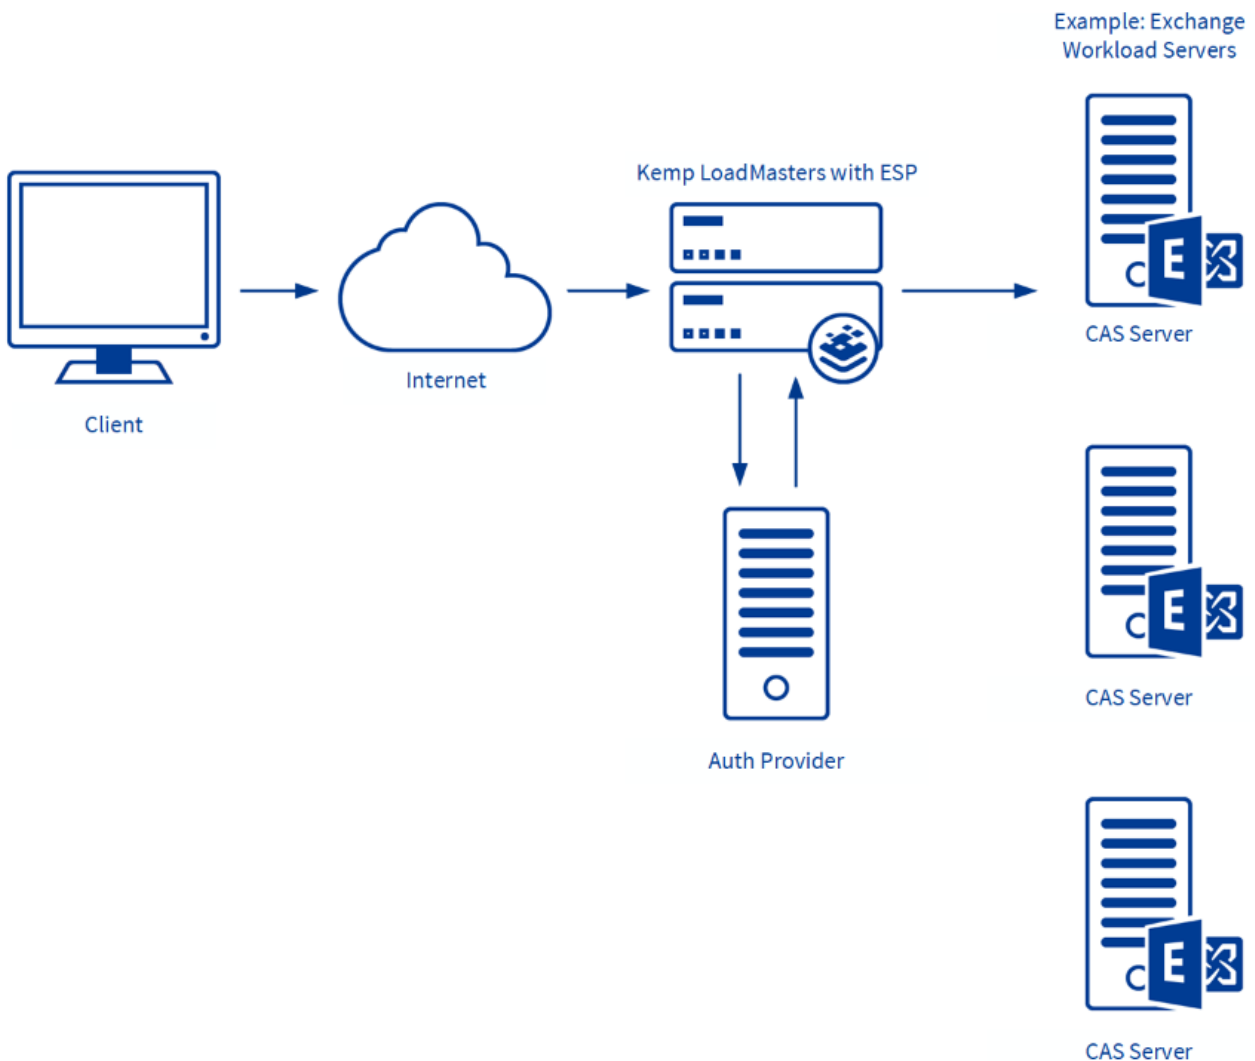 Example: Exchange
Workload Servers
Kemp LoadMasters with ESP
E
CAS Server
Internet
Client
E
CAS Server
Auth Provider
E
CAS Server